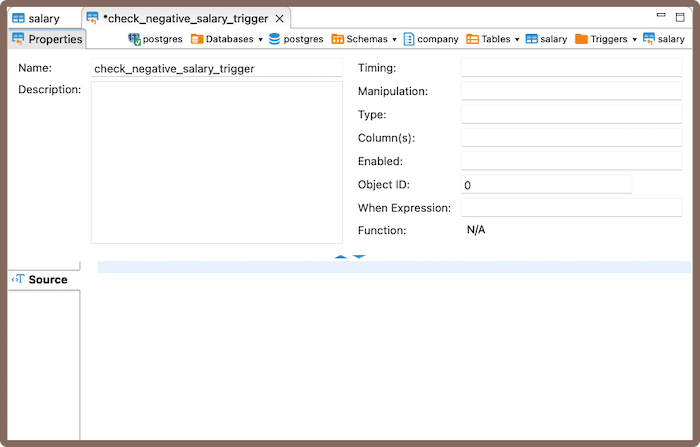 salary *check_negative_salary_trigger
Properties postgres Databases postgres Schemas company Tables salary Triggers salary
Name: check_negative_salary_trigger Timing:
Description: Manipulation:
Type:
Column(s):
Enabled:
Object ID: 0
When Expression:
Function: N/A
Source